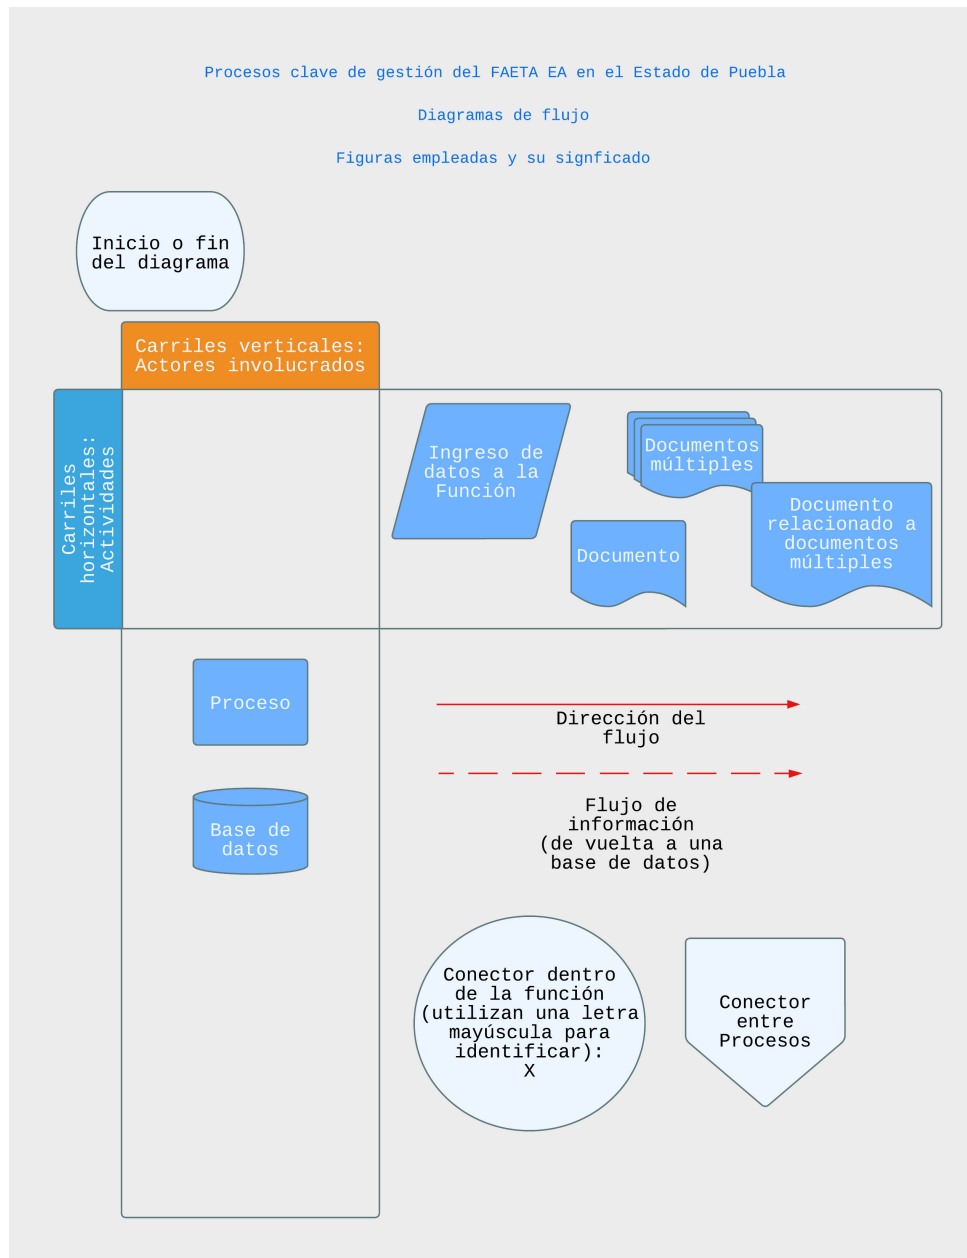 Procesos clave de gestión del FAETA EA en el Estado de Puebla
Diagramas de flujo
Figuras empleadas y su signficado
Inicio o fin
del diagrama
Carriles verticales:
Actores involucrados
Carriles
horizontales:
Actividades
Ingreso de
datos a la
Función
Documentos
múltiples
Documento
relacionado a
documentos
múltiples
Documento
Proceso
Dirección del
flujo
Base de
datos
Flujo de
información
(de vuelta a una
base de datos)
Conector dentro
de la función
(utilizan una letra
mayúscula para
identificar):
X
Conector
entre
Procesos